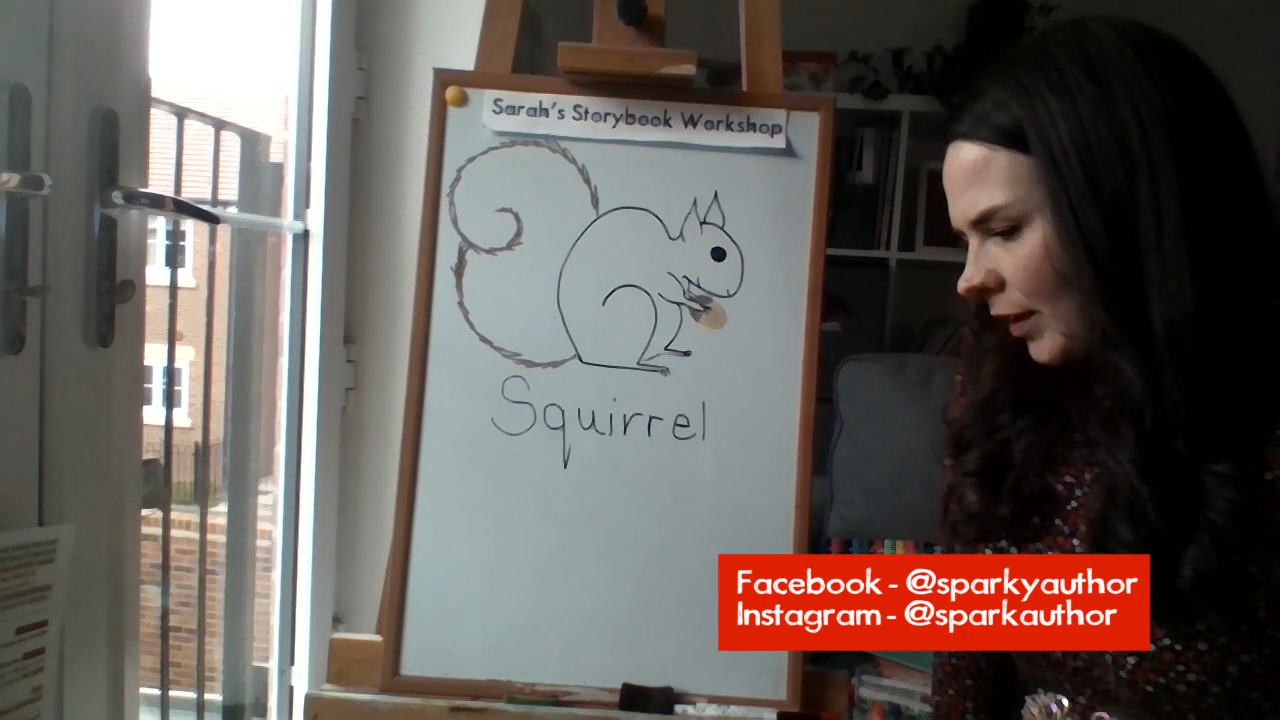 Sarah's Storybook Workshop
Squirrel
Facebook - @sparkyauthor
Instagram - @sparkauthor